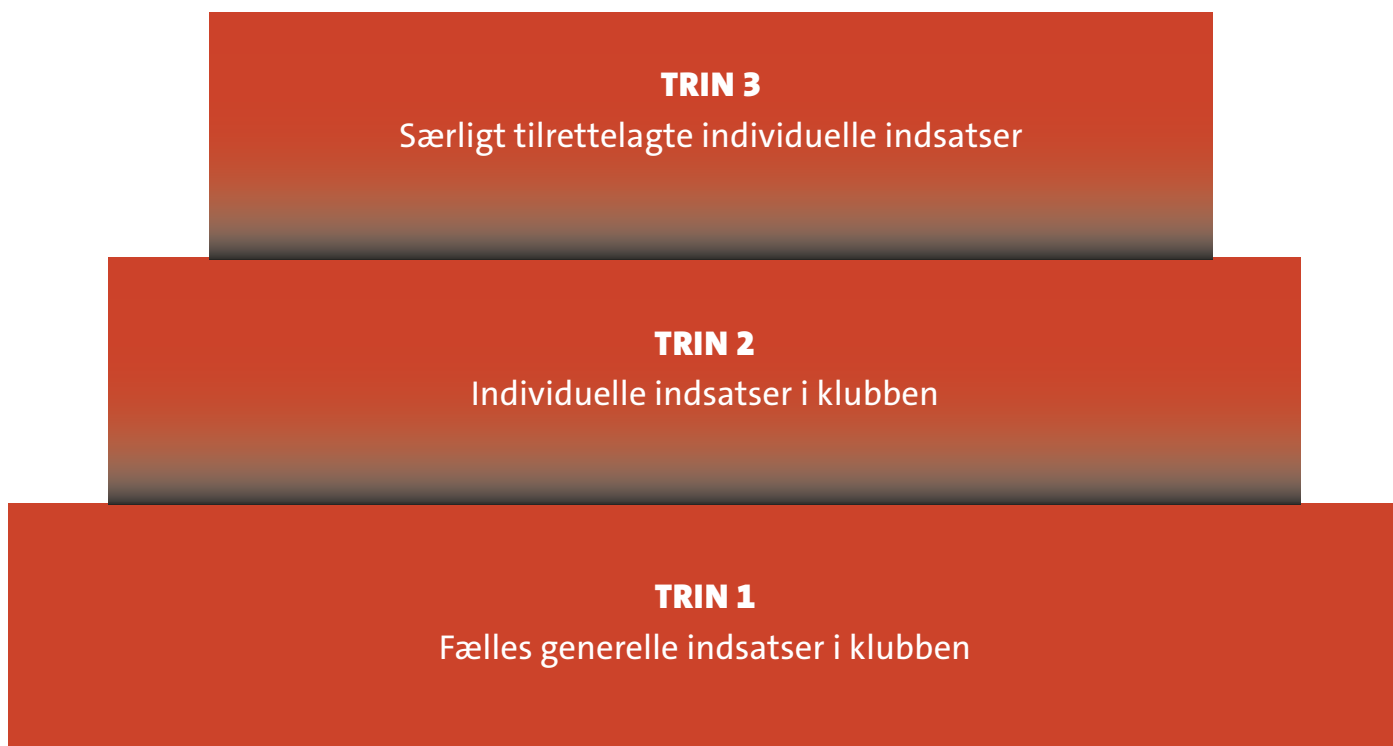 TRIN 3
Særligt tilrettelagte individuelle indsatser
TRIN 2
Individuelle indsatser i klubben
TRIN 1
Fælles generelle indsatser i klubben